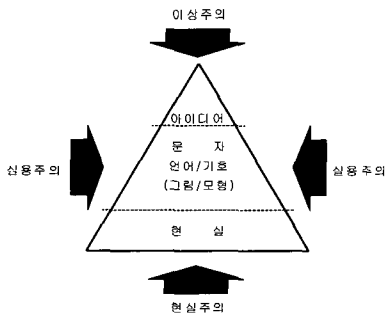 이상주의
아이디어
문 자
언어/기호
(그림/모형)
실용주의
실용주의
현 실
현실주의